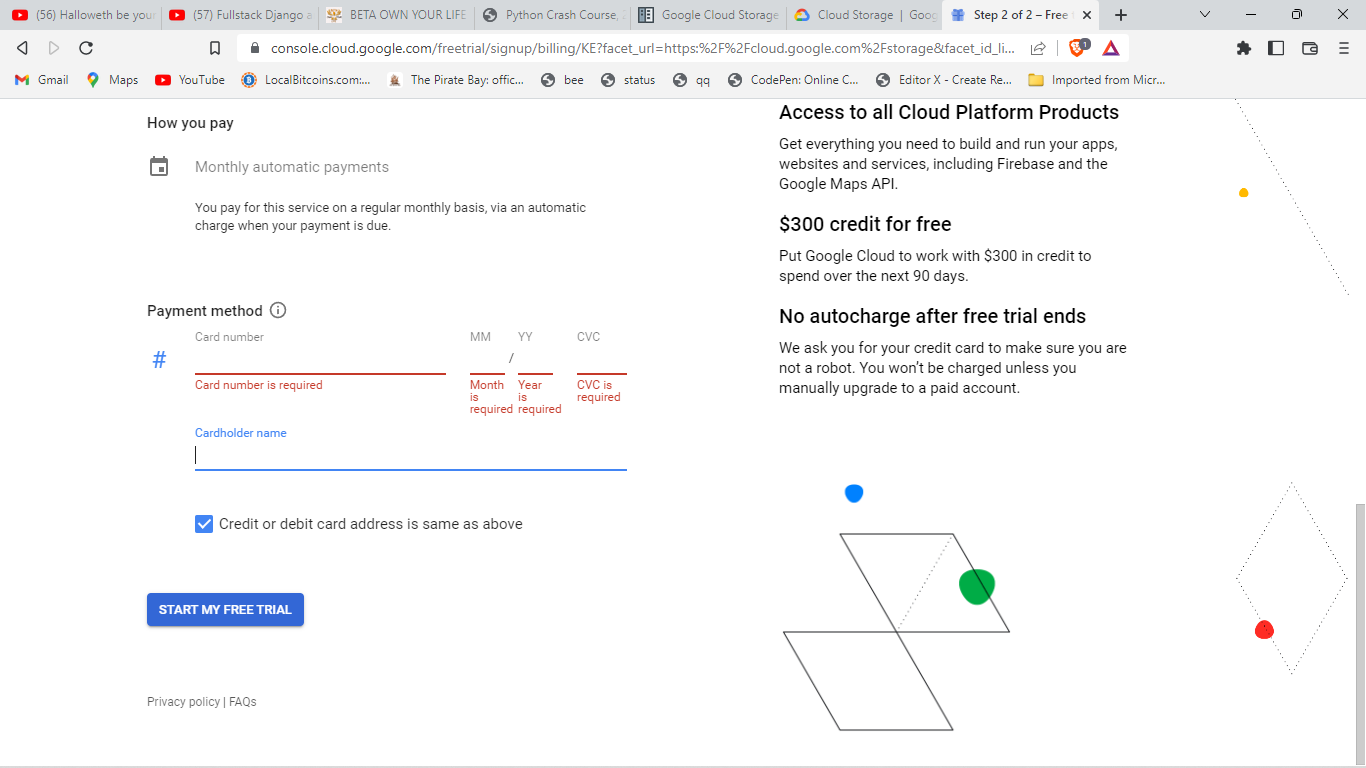 (56) Halloweth be your
(57) Fullstack Django a
BETA OWN YOUR LIFE
Python Crash Course, 2
Google Cloud Storage
Cloud Storage | Goog
Step 2 of 2 – Free t
console.cloud.google.com/freetrial/signup/billing/KE?facet_url=https:%2F%2Fcloud.google.com%2Fstorage&facet_id_li...
1
Gmail
Maps
YouTube
LocalBitcoins.com:...
The Pirate Bay: offic...
bee
status
qq
CodePen: Online C...
Editor X - Create Re...
Imported from Micr...
How you pay
Monthly automatic payments
You pay for this service on a regular monthly basis, via an automatic
charge when your payment is due.
Payment method
Card number
MM
YY
CVC
#
/
Card number is required
Month
is
required
Year
is
required
CVC is
required
Cardholder name
Credit or debit card address is same as above
START MY FREE TRIAL
Privacy policy | FAQs
Access to all Cloud Platform Products
Get everything you need to build and run your apps,
websites and services, including Firebase and the
Google Maps API.
$300 credit for free
Put Google Cloud to work with $300 in credit to
spend over the next 90 days.
No autocharge after free trial ends
We ask you for your credit card to make sure you are
not a robot. You won’t be charged unless you
manually upgrade to a paid account.